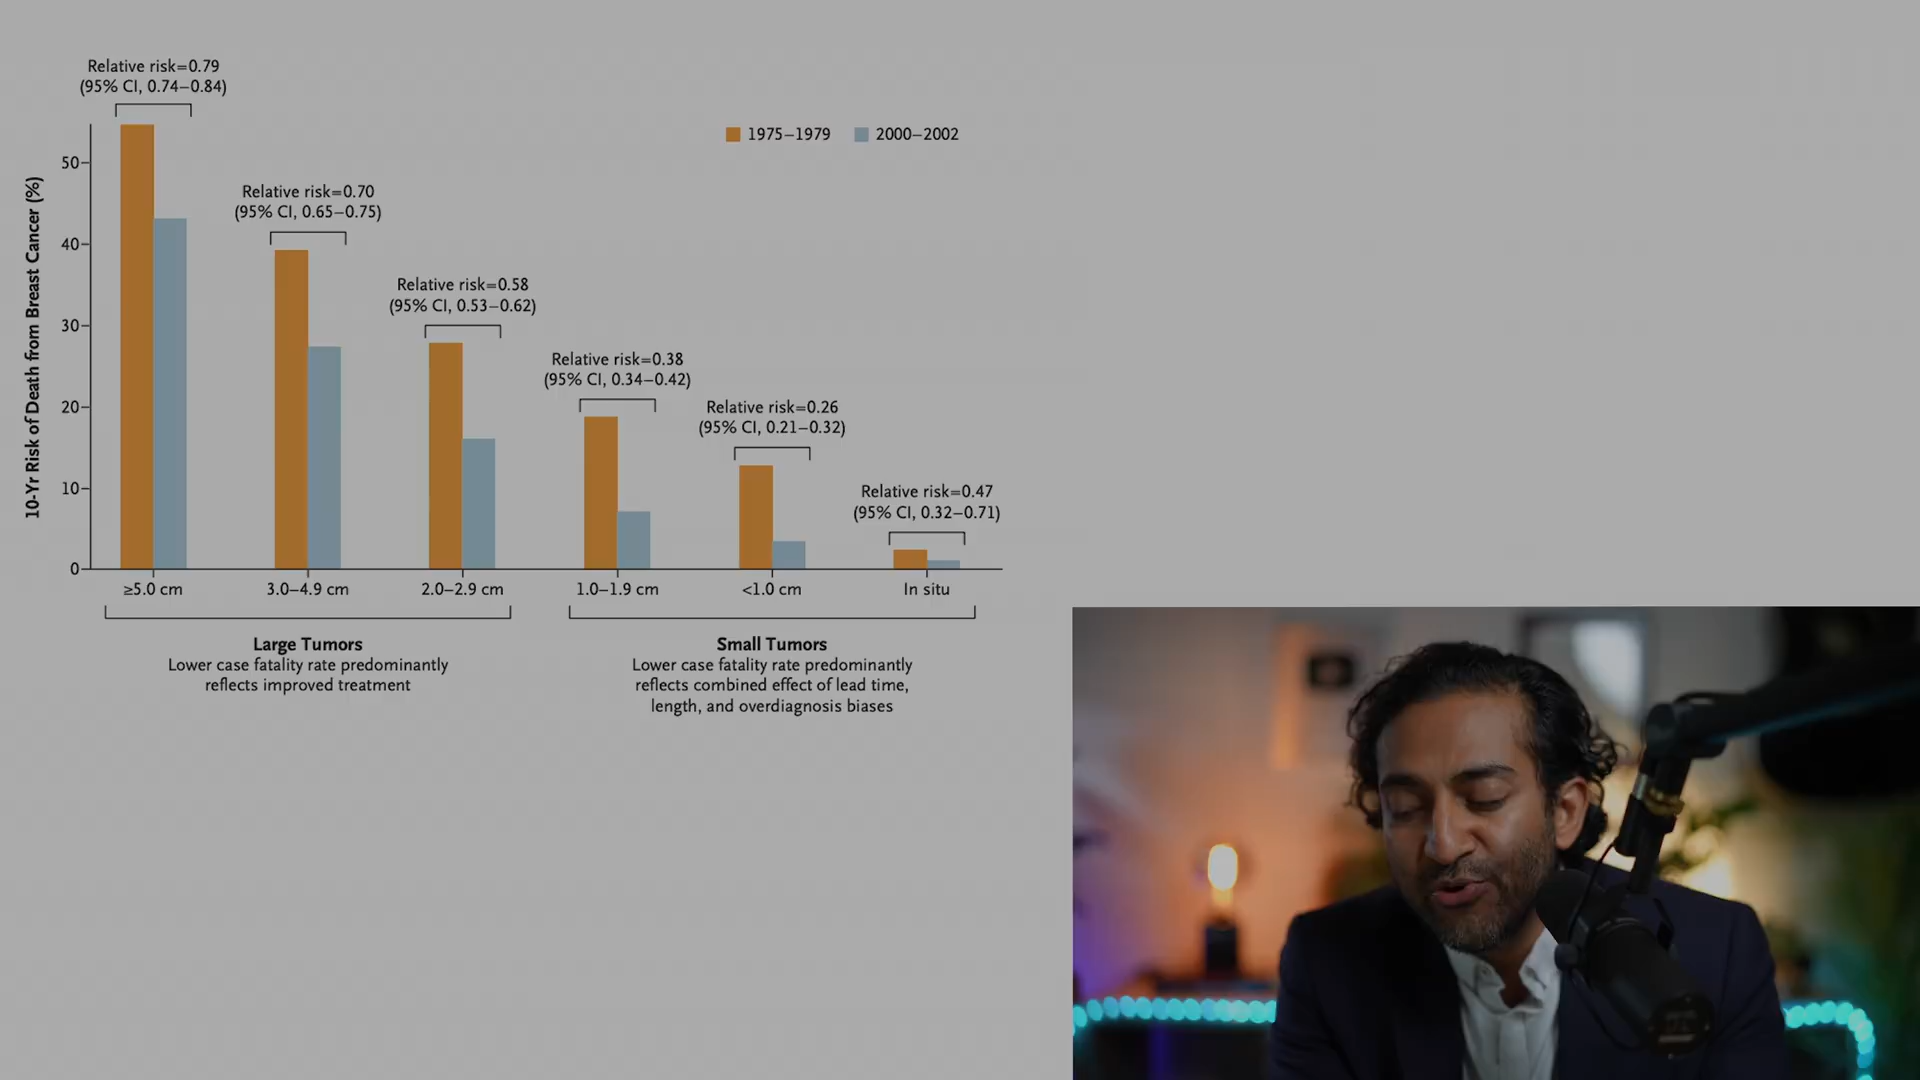 Relative risk=0.79
(95% CI, 0.74–0.84)
1975–1979
2000–2002
10-Yr Risk of Death from Breast Cancer (%)
50
40
30
20
10
0
Relative risk=0.70
(95% CI, 0.65–0.75)
Relative risk=0.58
(95% CI, 0.53–0.62)
Relative risk=0.38
(95% CI, 0.34–0.42)
Relative risk=0.26
(95% CI, 0.21–0.32)
Relative risk=0.47
(95% CI, 0.32–0.71)
≥5.0 cm
3.0–4.9 cm
2.0–2.9 cm
1.0–1.9 cm
<1.0 cm
In situ
Large Tumors
Lower case fatality rate predominantly
reflects improved treatment
Small Tumors
Lower case fatality rate predominantly
reflects combined effect of lead time,
length, and overdiagnosis biases